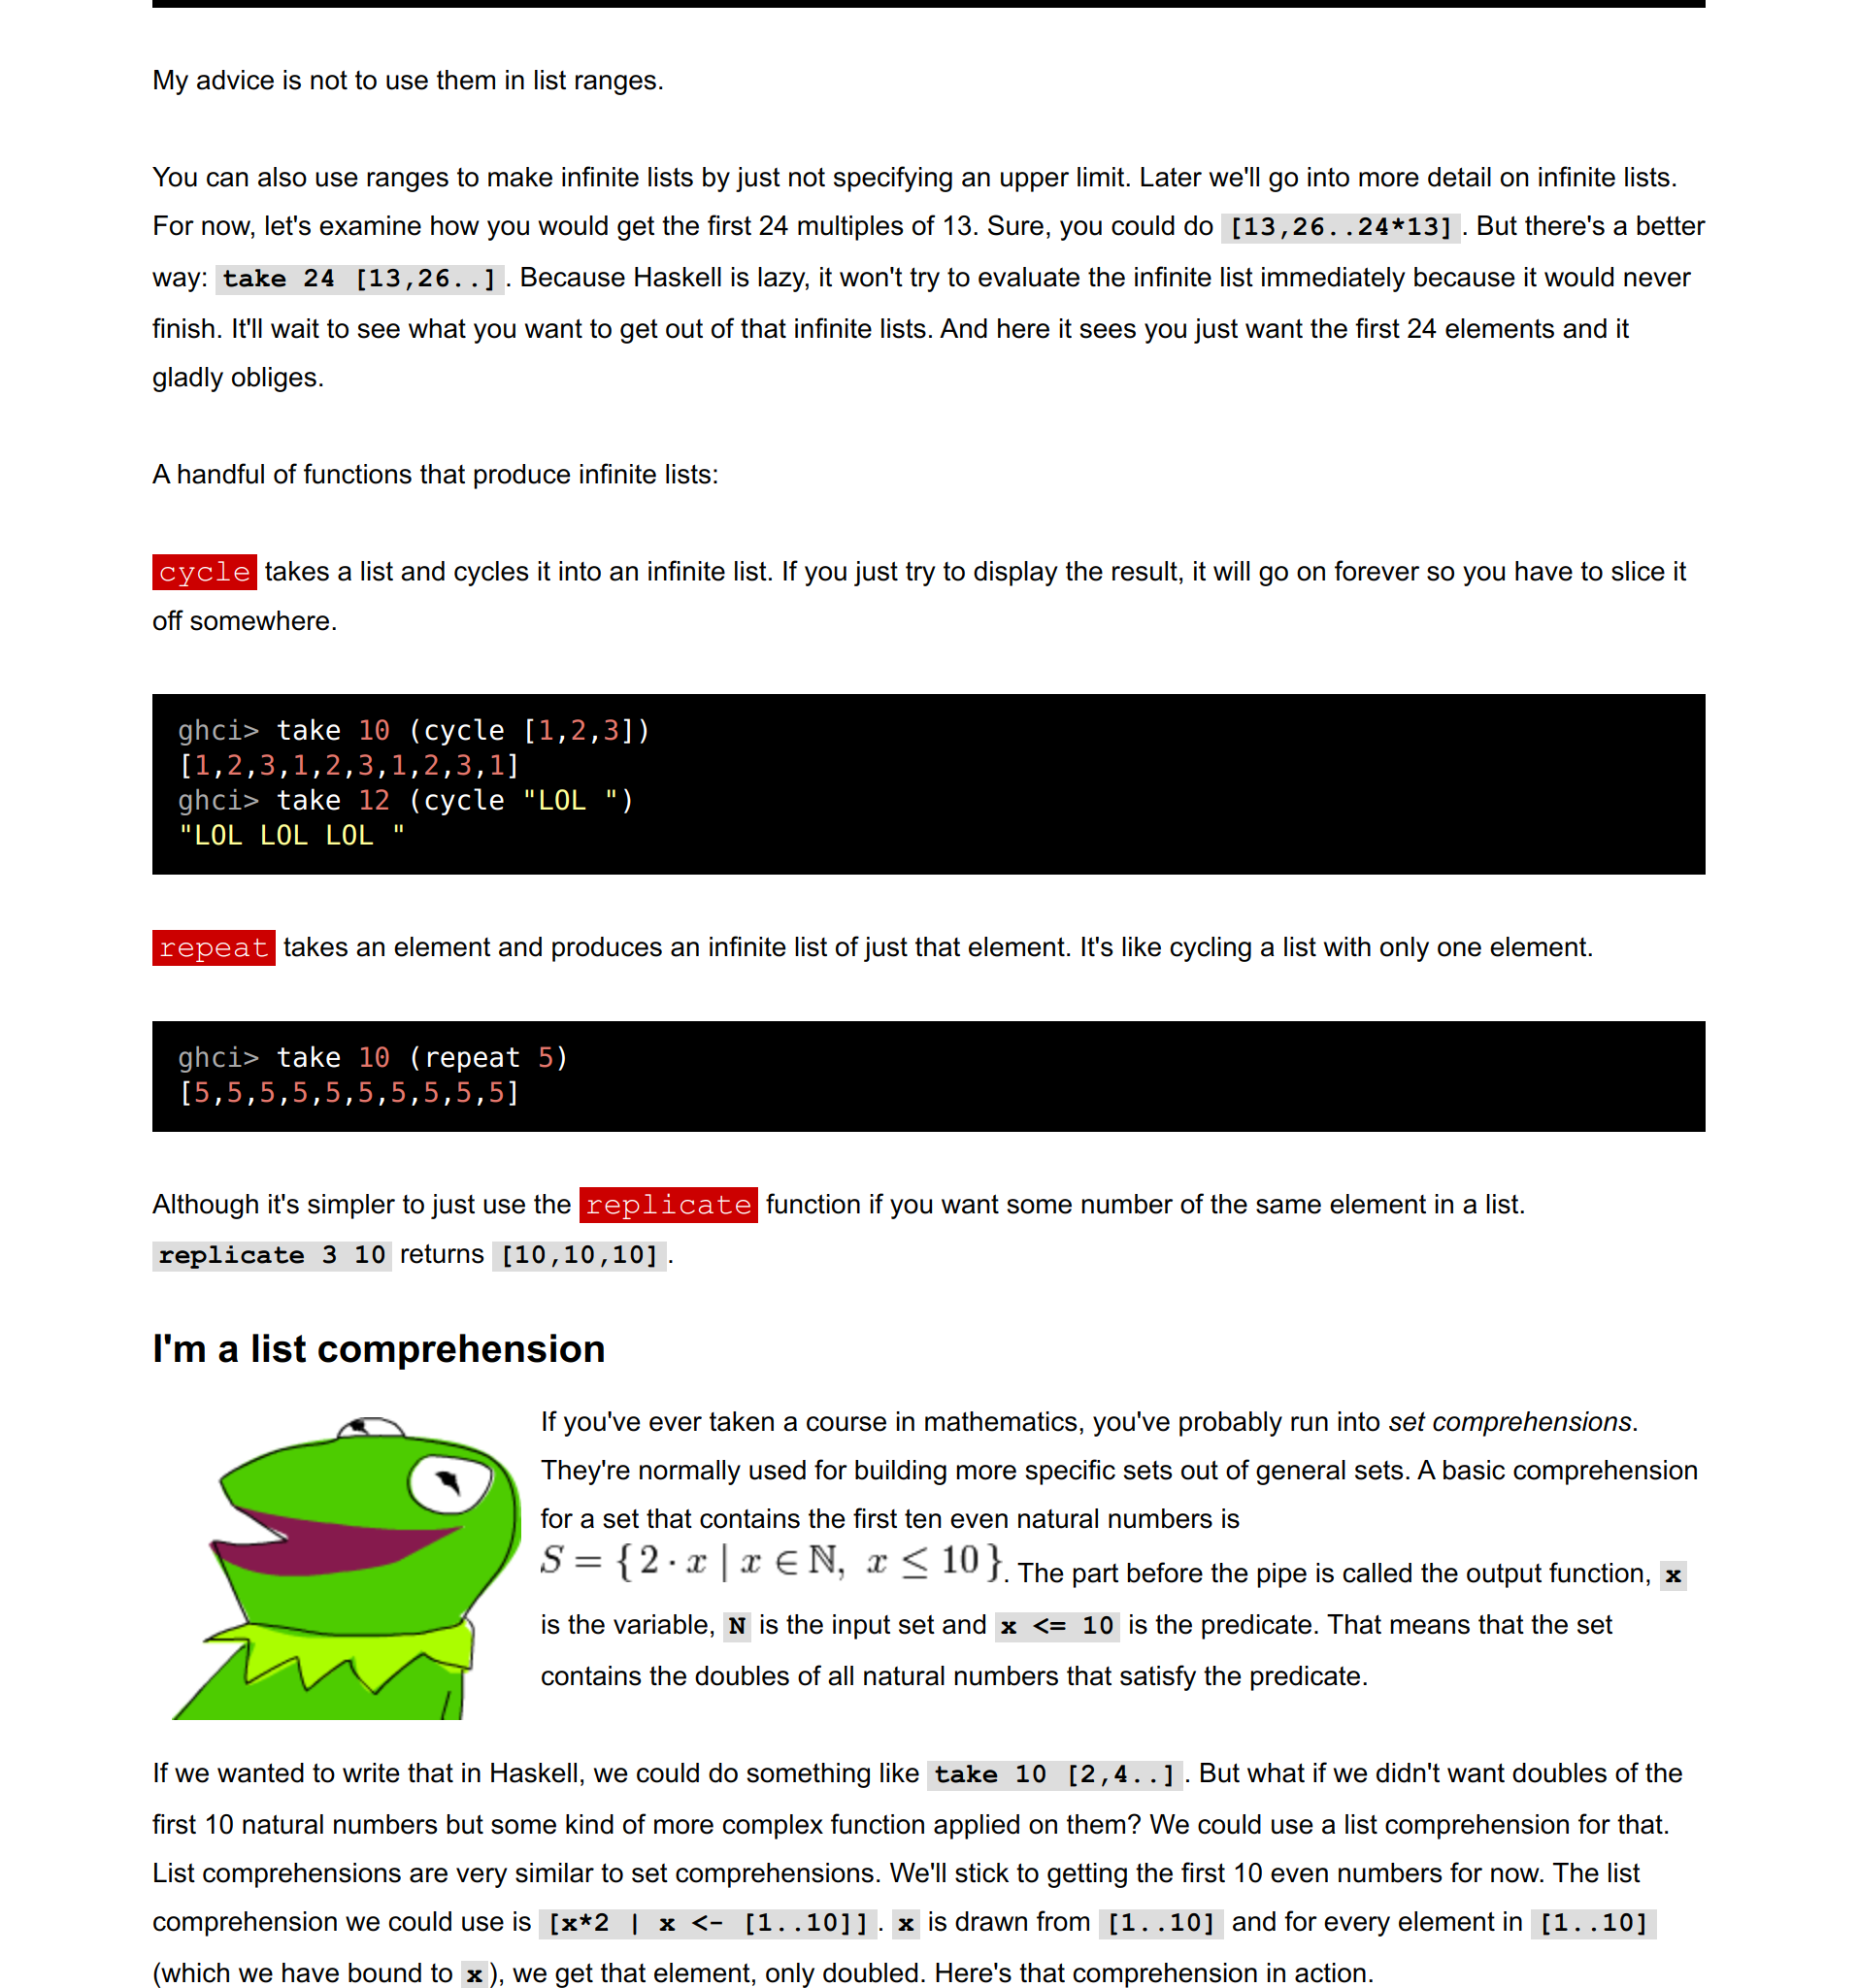 My advice is not to use them in list ranges.
You can also use ranges to make infinite lists by just not specifying an upper limit. Later we'll go into more detail on infinite lists.
For now, let's examine how you would get the first 24 multiples of 13. Sure, you could do [13,26..24*13]. But there's a better
way: take 24 [13,26..]. Because Haskell is lazy, it won't try to evaluate the infinite list immediately because it would never
finish. It'll wait to see what you want to get out of that infinite lists. And here it sees you just want the first 24 elements and it
gladly obliges.
A handful of functions that produce infinite lists:
cycle takes a list and cycles it into an infinite list. If you just try to display the result, it will go on forever so you have to slice it
off somewhere.
ghci> take 10 (cycle [1,2,3])
[1,2,3,1,2,3,1,2,3,1]
ghci> take 12 (cycle "LOL ")
"LOL LOL LOL "
repeat takes an element and produces an infinite list of just that element. It's like cycling a list with only one element.
ghci> take 10 (repeat 5)
[5,5,5,5,5,5,5,5,5,5]
Although it's simpler to just use the replicate function if you want some number of the same element in a list.
replicate 3 10 returns [10,10,10].
I'm a list comprehension
If you've ever taken a course in mathematics, you've probably run into set comprehensions.
They're normally used for building more specific sets out of general sets. A basic comprehension
for a set that contains the first ten even natural numbers is
S = { 2 · x | x ∈ ℕ, x ≤ 10 }. The part before the pipe is called the output function, x
is the variable, N is the input set and x <= 10 is the predicate. That means that the set
contains the doubles of all natural numbers that satisfy the predicate.
If we wanted to write that in Haskell, we could do something like take 10 [2,4..]. But what if we didn't want doubles of the
first 10 natural numbers but some kind of more complex function applied on them? We could use a list comprehension for that.
List comprehensions are very similar to set comprehensions. We'll stick to getting the first 10 even numbers for now. The list
comprehension we could use is [x*2 | x <- [1..10]]. x is drawn from [1..10] and for every element in [1..10]
(which we have bound to x), we get that element, only doubled. Here's that comprehension in action.